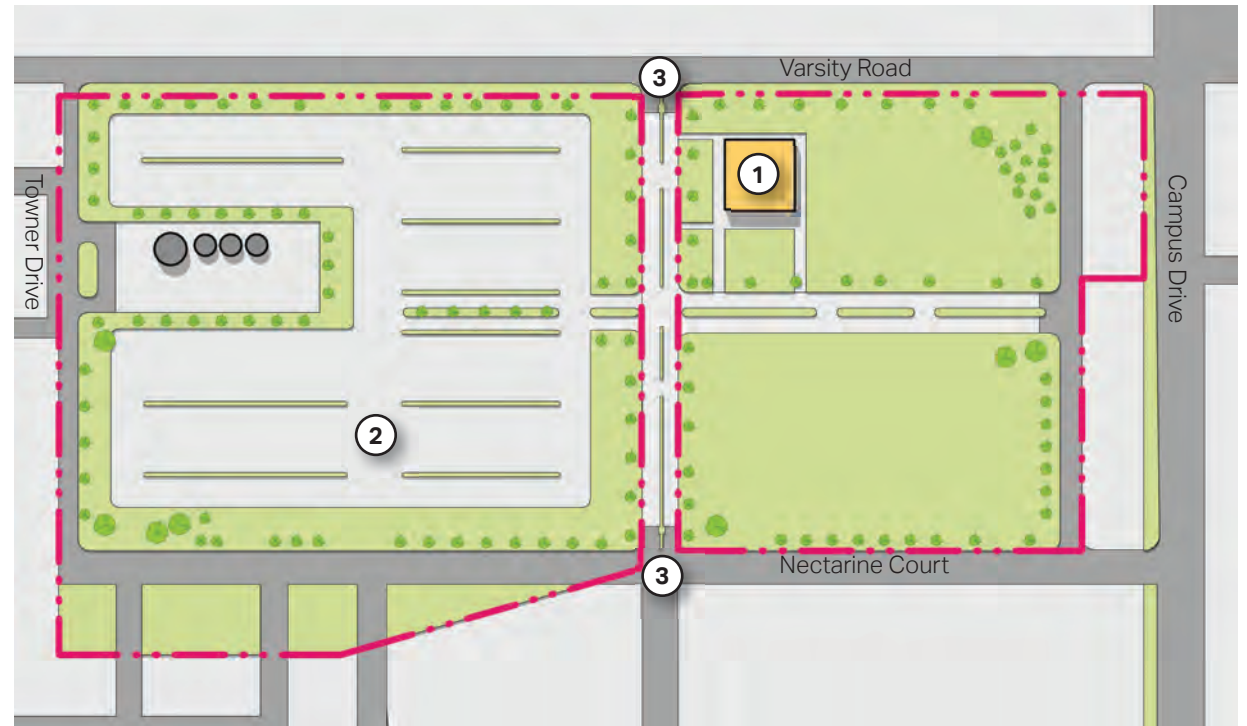 Varsity Road
3
1
Towner Drive
Campus Drive
2
Nectarine Court
3